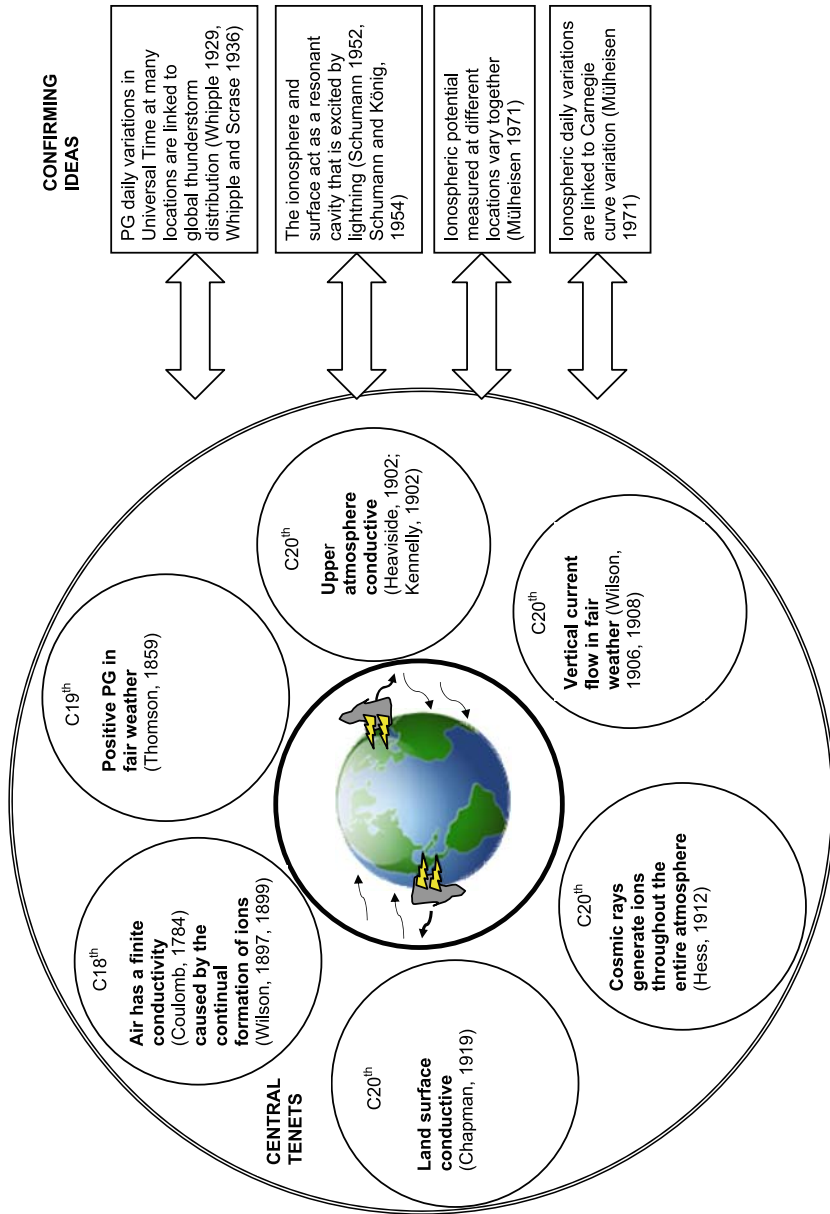 CENTRAL
TENETS
C18th
Air has a finite
conductivity
(Coulomb, 1784)
caused by the
continual
formation of ions
(Wilson, 1897, 1899)
C19th
Positive PG in
fair weather
(Thomson, 1859)
C20th
Upper
atmosphere
conductive
(Heaviside, 1902;
Kennelly, 1902)
C20th
Vertical current
flow in fair
weather (Wilson,
1906, 1908)
C20th
Cosmic rays
generate ions
throughout the
entire atmosphere
(Hess, 1912)
C20th
Land surface
conductive
(Chapman, 1919)
CONFIRMING
IDEAS
PG daily variations in
Universal Time at many
locations are linked to
global thunderstorm
distribution (Whipple 1929,
Whipple and Scrase 1936)
The ionosphere and
surface act as a resonant
cavity that is excited by
lightning (Schumann 1952,
Schumann and König,
1954)
Ionospheric potential
measured at different
locations vary together
(Mülheisen 1971)
Ionospheric daily variations
are linked to Carnegie
curve variation (Mülheisen
1971)